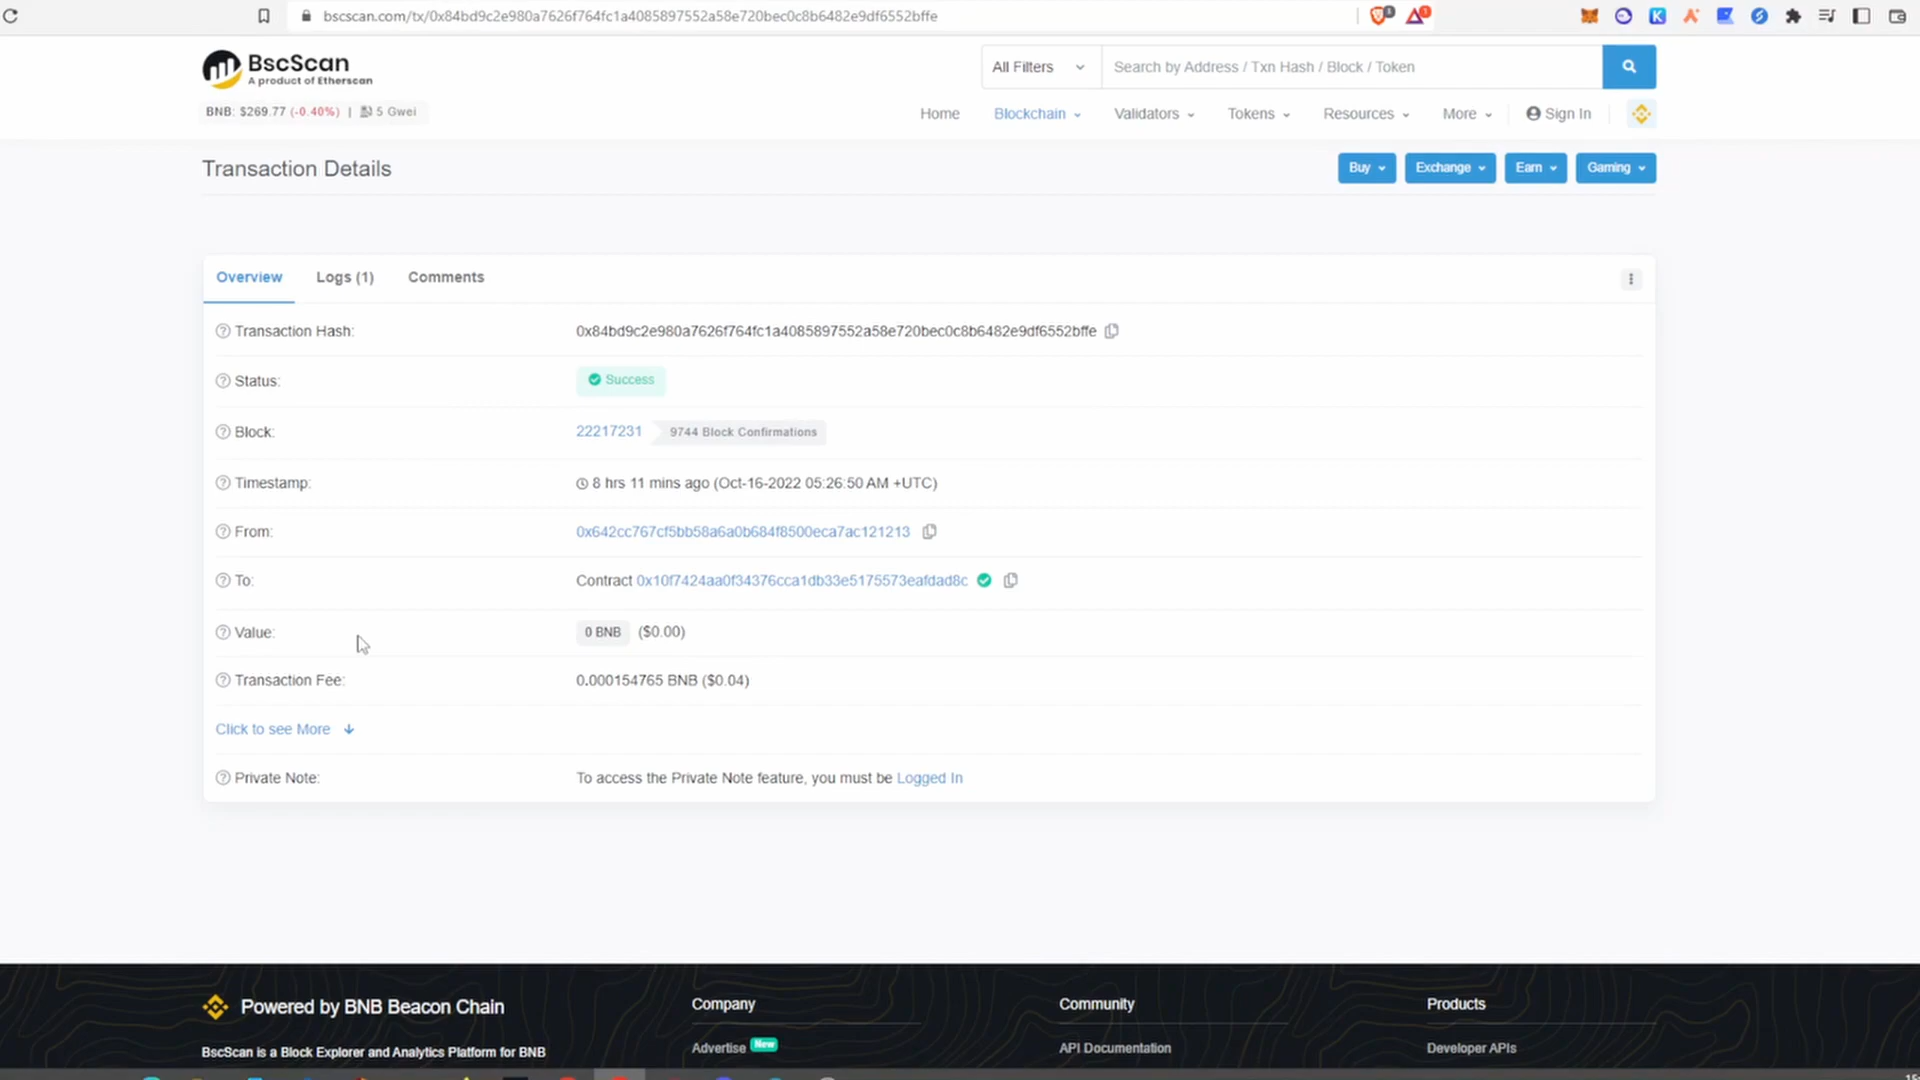 bscscan.com/tx/0x84bd9c2e980a7626f764fc1a4085897552a58e720bec0c8b6482e9df6552bffe
BscScan
A product of Etherscan
All Filters
Search by Address / Txn Hash / Block / Token
BNB: $269.77 (-0.40%) | 5 Gwei
Home Blockchain Validators Tokens Resources More Sign In
Transaction Details
Buy Exchange Earn Gaming
Overview Logs (1) Comments
Transaction Hash: 0x84bd9c2e980a7626f764fc1a4085897552a58e720bec0c8b6482e9df6552bffe
Status: Success
Block: 22217231 9744 Block Confirmations
Timestamp: 8 hrs 11 mins ago (Oct-16-2022 05:26:50 AM +UTC)
From: 0x642cc767cf5bb58a6a0b684f8500eca7ac121213
To: Contract 0x10f7424aa0f34376cca1db33e5175573eafdad8c
Value: 0 BNB ($0.00)
Transaction Fee: 0.000154765 BNB ($0.04)
Click to see More
Private Note: To access the Private Note feature, you must be Logged In
Powered by BNB Beacon Chain
Company Community Products
BscScan is a Block Explorer and Analytics Platform for BNB
Advertise New API Documentation Developer APIs